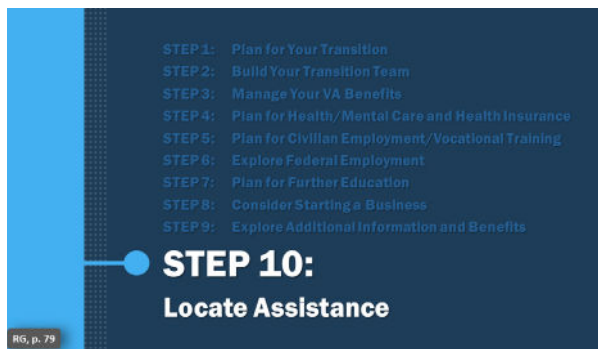 STEP 1: Plan for Your Transition
STEP 2: Build Your Transition Team
STEP 3: Manage Your VA Benefits
STEP 4: Plan for Health/Mental Care and Health Insurance
STEP 5: Plan for Civilian Employment/Vocational Training
STEP 6: Explore Federal Employment
STEP 7: Plan for Further Education
STEP 8: Consider Starting a Business
STEP 9: Explore Additional Information and Benefits
STEP 10:
Locate Assistance
RG, p. 79